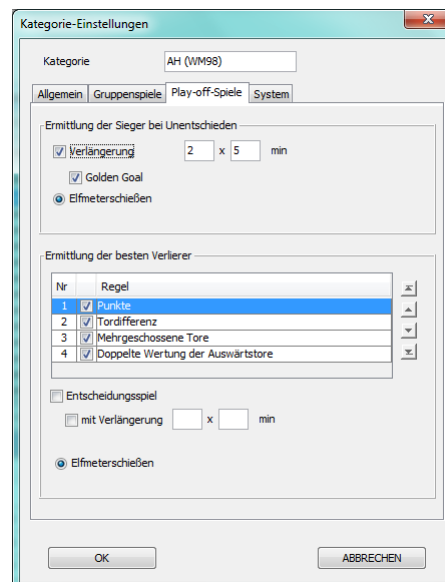 Kategorie-Einstellungen
Kategorie AH (WM98)
Allgemein Gruppenspiele Play-off-Spiele System
Ermittlung der Sieger bei Unentschieden
Verlängerung 2 x 5 min
Golden Goal
Elfmeterschießen
Ermittlung der besten Verlierer
Nr Regel
1 Punkte
2 Tordifferenz
3 Mehrgeschossene Tore
4 Doppelte Wertung der Auswärtstore
Entscheidungsspiel
mit Verlängerung x min
Elfmeterschießen
OK ABBRECHEN